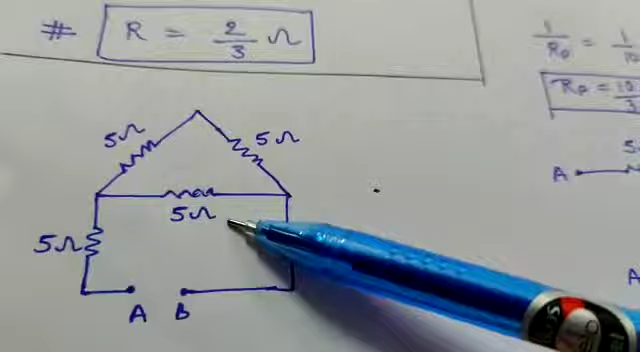 # R = 2/3 Ω
1/Rp = 1/10
Rp = 10/3
5Ω 5Ω
5Ω
5Ω
A B
A
5
A